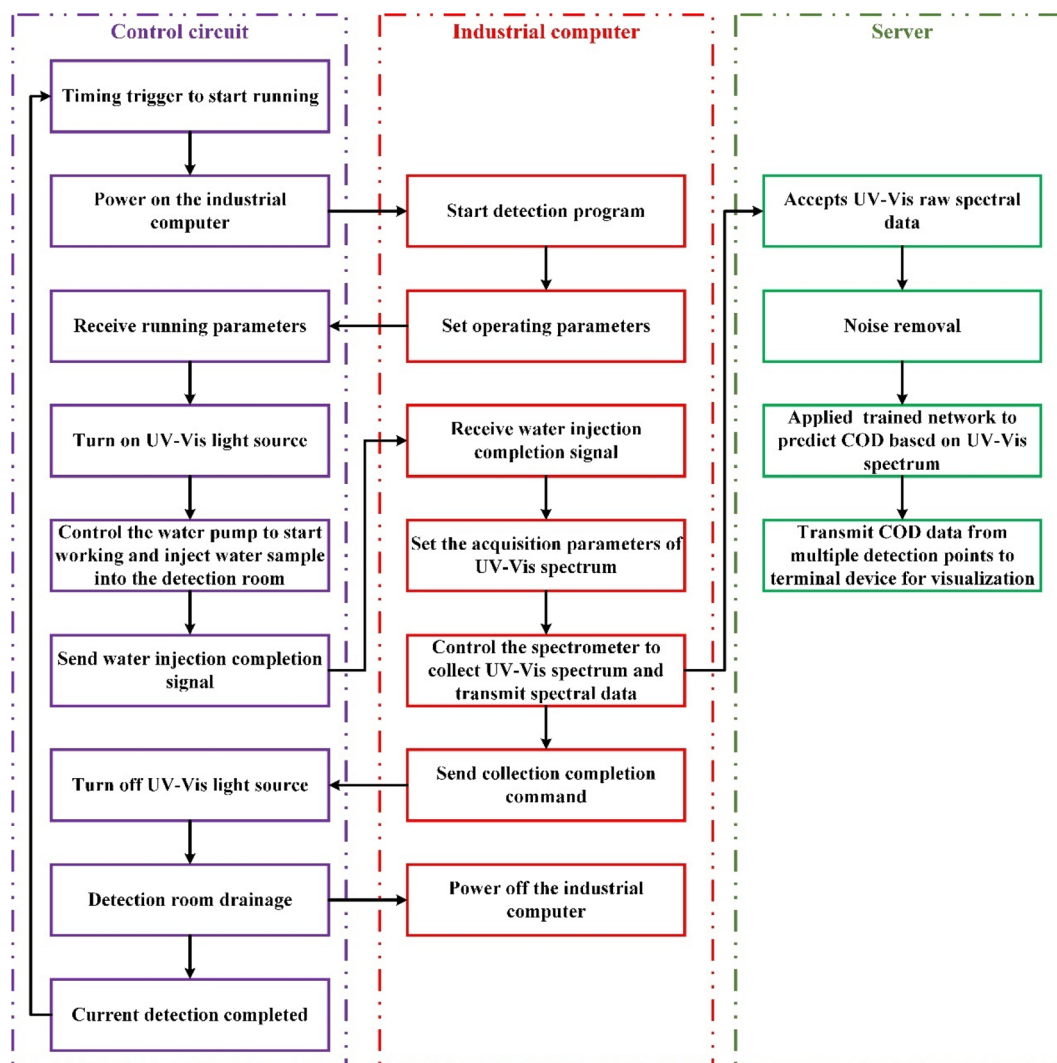 Control circuit
Timing trigger to start running
Power on the industrial
computer
Receive running parameters
Turn on UV-Vis light source
Control the water pump to start
working and inject water sample
into the detection room
Send water injection completion
signal
Turn off UV-Vis light source
Detection room drainage
Current detection completed
Industrial computer
Start detection program
Set operating parameters
Receive water injection
completion signal
Set the acquisition parameters of
UV-Vis spectrum
Control the spectrometer to
collect UV-Vis spectrum and
transmit spectral data
Send collection completion
command
Power off the industrial
computer
Server
Accepts UV-Vis raw spectral
data
Noise removal
Applied trained network to
predict COD based on UV-Vis
spectrum
Transmit COD data from
multiple detection points to
terminal device for visualization